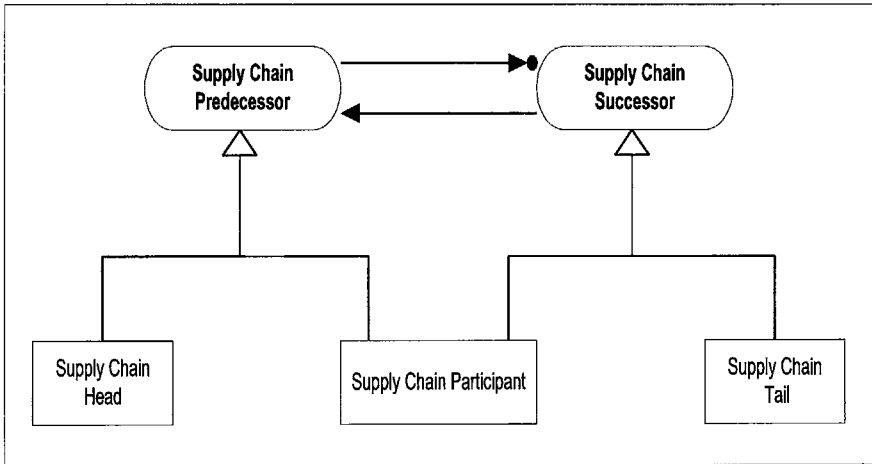 Supply Chain
Predecessor
Supply Chain
Successor
Supply Chain
Head
Supply Chain Participant
Supply Chain
Tail